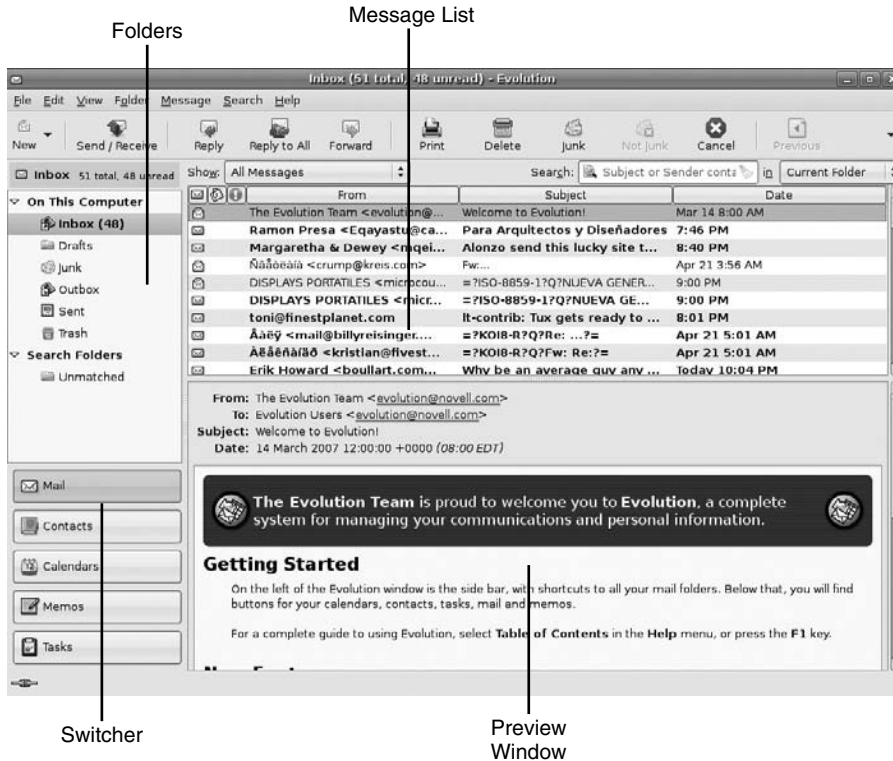 Message List
Folders
Inbox (51 total, 48 unread) - Evolution
File Edit View Folder Message Search Help
New Send / Receive Reply Reply to All Forward Print Delete Junk Not Junk Cancel Previous
Inbox 51 total, 48 unread
Show: All Messages Search: Subject or Sender conta in Current Folder
On This Computer
Inbox (48)
Drafts
Junk
Outbox
Sent
Trash
Search Folders
Unmatched
From Subject Date
The Evolution Team <evolution@... Welcome to Evolution! Mar 14 8:00 AM
Ramon Presa <Eqayastu@ca... Para Arquitectos y Diseñadores 7:46 PM
Margaretha & Dewey <mqei... Alonzo send this lucky site t... 8:40 PM
Ñâåòëàíà <crump@kreis.com> Fw:... Apr 21 3:56 AM
DISPLAYS PORTATILES <microcou... =?ISO-8859-1?Q?NUEVA GENER... 9:00 PM
DISPLAYS PORTATILES <micr... =?ISO-8859-1?Q?NUEVA GE... 9:00 PM
toni@finestplanet.com It-contrib: Tux gets ready to ... 8:01 PM
<mail@billyreisinger.... =?KOI8-R?Q?Re: ...?= Apr 21 5:01 AM
<kristian@fivest... =?KOI8-R?Q?Fw: Re:?= Apr 21 5:01 AM
Erik Howard <boullart.com... Why be an average guy any ... Today 10:04 PM
From: The Evolution Team <evolution@novell.com>
To: Evolution Users <evolution@novell.com>
Subject: Welcome to Evolution!
Date: 14 March 2007 12:00:00 +0000 (08:00 EDT)
Mail
Contacts
Calendars
Memos
Tasks
The Evolution Team is proud to welcome you to Evolution, a complete
system for managing your communications and personal information.
Getting Started
On the left of the Evolution window is the side bar, with shortcuts to all your mail folders. Below that, you will find
buttons for your calendars, contacts, tasks, mail and memos.
For a complete guide to using Evolution, select Table of Contents in the Help menu, or press the F1 key.
Switcher
Preview
Window